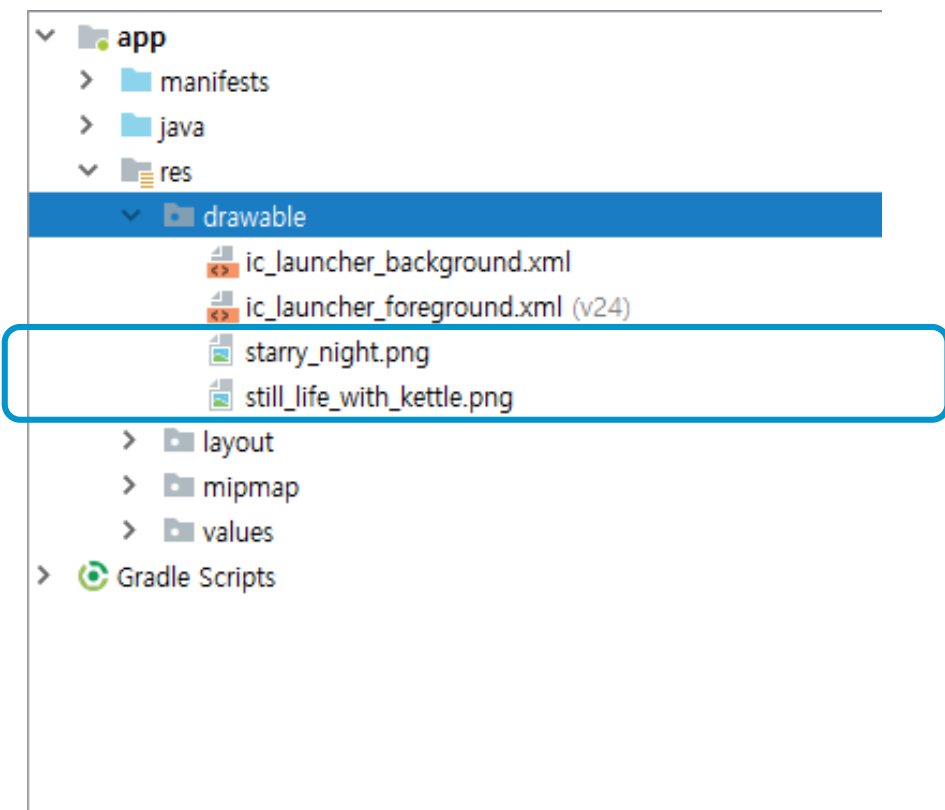 app
manifests
java
res
drawable
ic_launcher_background.xml
ic_launcher_foreground.xml (v24)
starry_night.png
still_life_with_kettle.png
layout
mipmap
values
Gradle Scripts